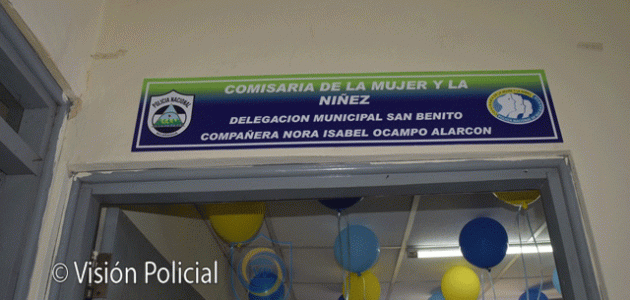 COMISARIA DE LA MUJER Y LA
NIÑEZ
DELEGACION MUNICIPAL SAN BENITO
COMPAÑERA NORA ISABEL OCAMPO ALARCON
POLICIA NACIONAL
© Visión Policial